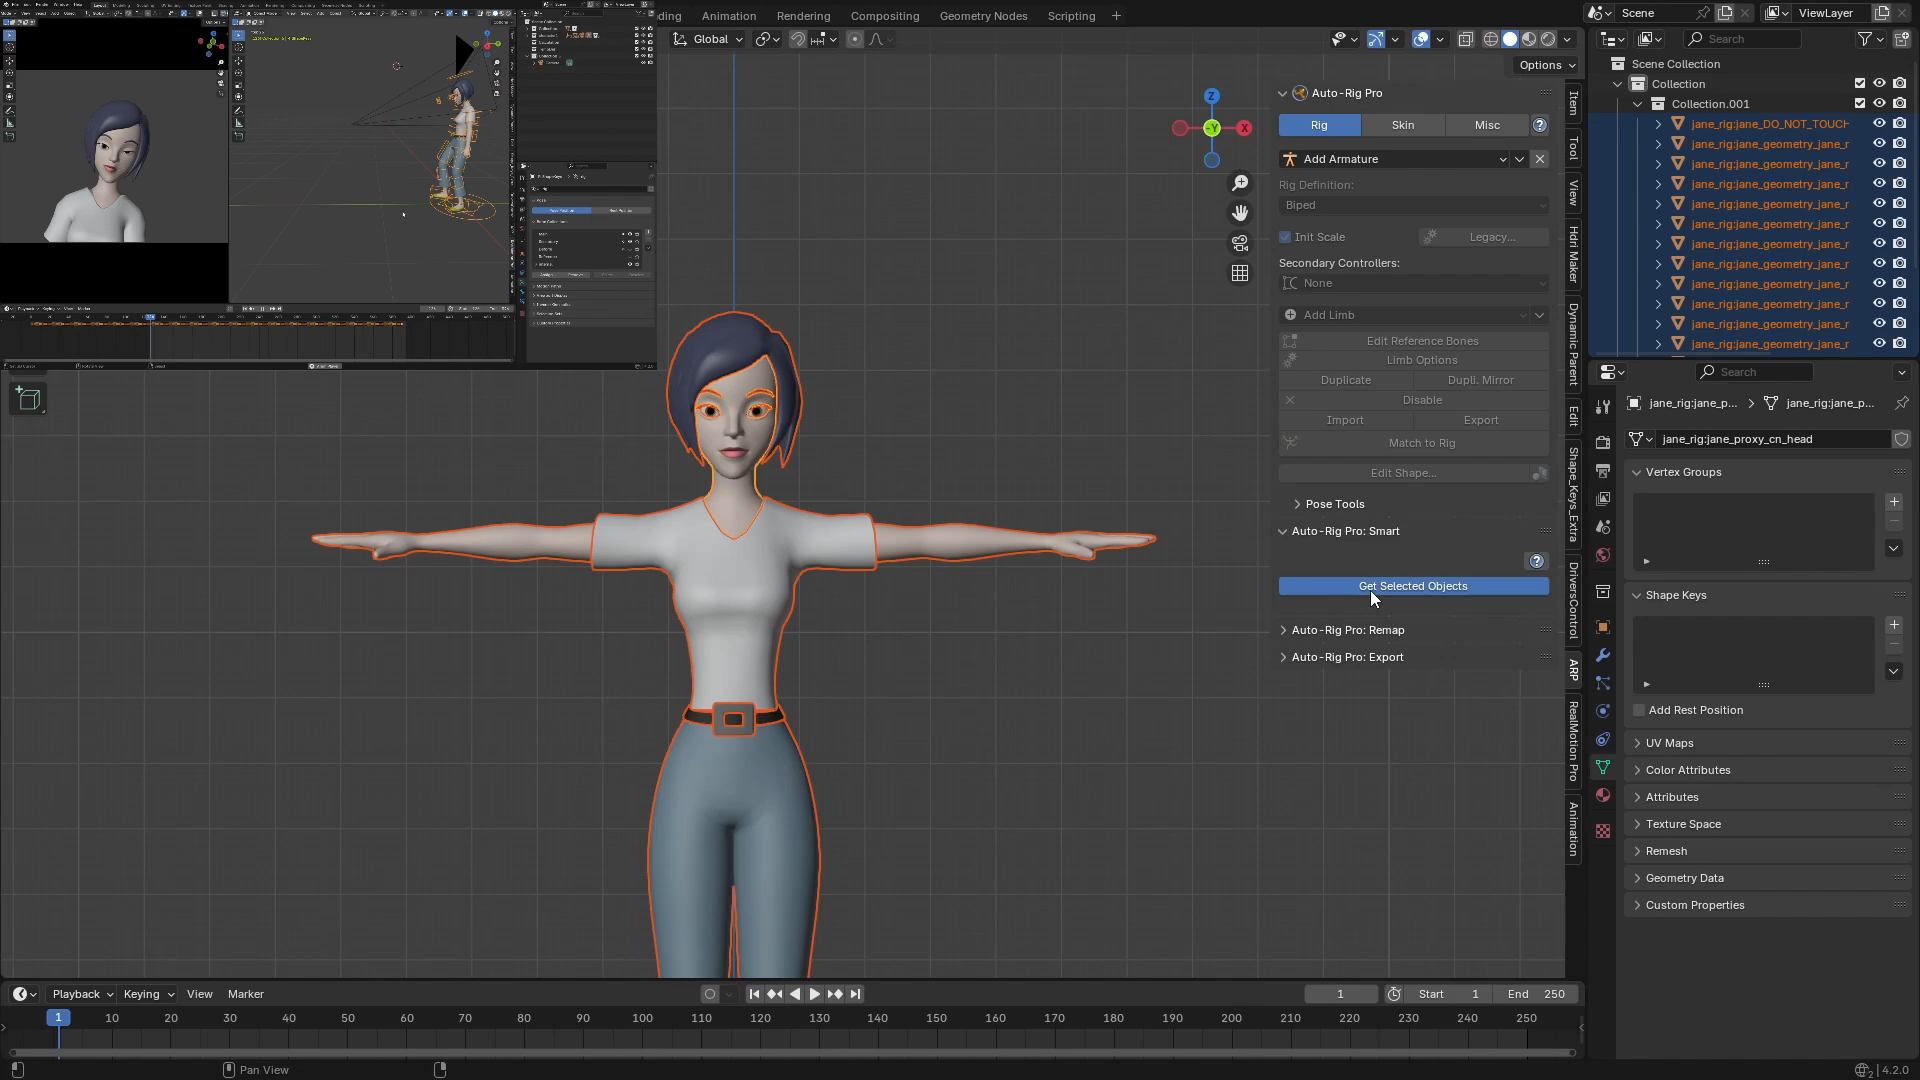 ding Animation Rendering Compositing Geometry Nodes Scripting +
Scene
ViewLayer
Global
Search
Options
Scene Collection
Collection
Collection.001
jane_rig:jane_DO_NOT_TOUCH
jane_rig:jane_geometry_jane_r
jane_rig:jane_geometry_jane_r
jane_rig:jane_geometry_jane_r
jane_rig:jane_geometry_jane_r
jane_rig:jane_geometry_jane_r
jane_rig:jane_geometry_jane_r
jane_rig:jane_geometry_jane_r
jane_rig:jane_geometry_jane_r
jane_rig:jane_geometry_jane_r
jane_rig:jane_geometry_jane_r
jane_rig:jane_geometry_jane_r
Z
-Y
X
Auto-Rig Pro
Rig Skin Misc
Add Armature
Rig Definition:
Biped
Init Scale
Legacy...
Secondary Controllers:
None
Add Limb
Edit Reference Bones
Limb Options
Duplicate Dupli. Mirror
Disable
Import Export
Match to Rig
Edit Shape...
Pose Tools
Auto-Rig Pro: Smart
Get Selected Objects
Auto-Rig Pro: Remap
Auto-Rig Pro: Export
Item
Tool
View
Hdri Maker
Dynamic Parent
Edit
Shape_Keys_Extra
DriversControl
ARP
RealMotion Pro
Animation
Search
jane_rig:jane_p... jane_rig:jane_p...
jane_rig:jane_proxy_cn_head
Vertex Groups
Shape Keys
Add Rest Position
UV Maps
Color Attributes
Attributes
Texture Space
Remesh
Geometry Data
Custom Properties
Playback Keying View Marker
1
Start 1
End 250
1 10 20 30 40 50 60 70 80 90 100 110 120 130 140 150 160 170 180 190 200 210 220 230 240 250
Pan View
4.2.0